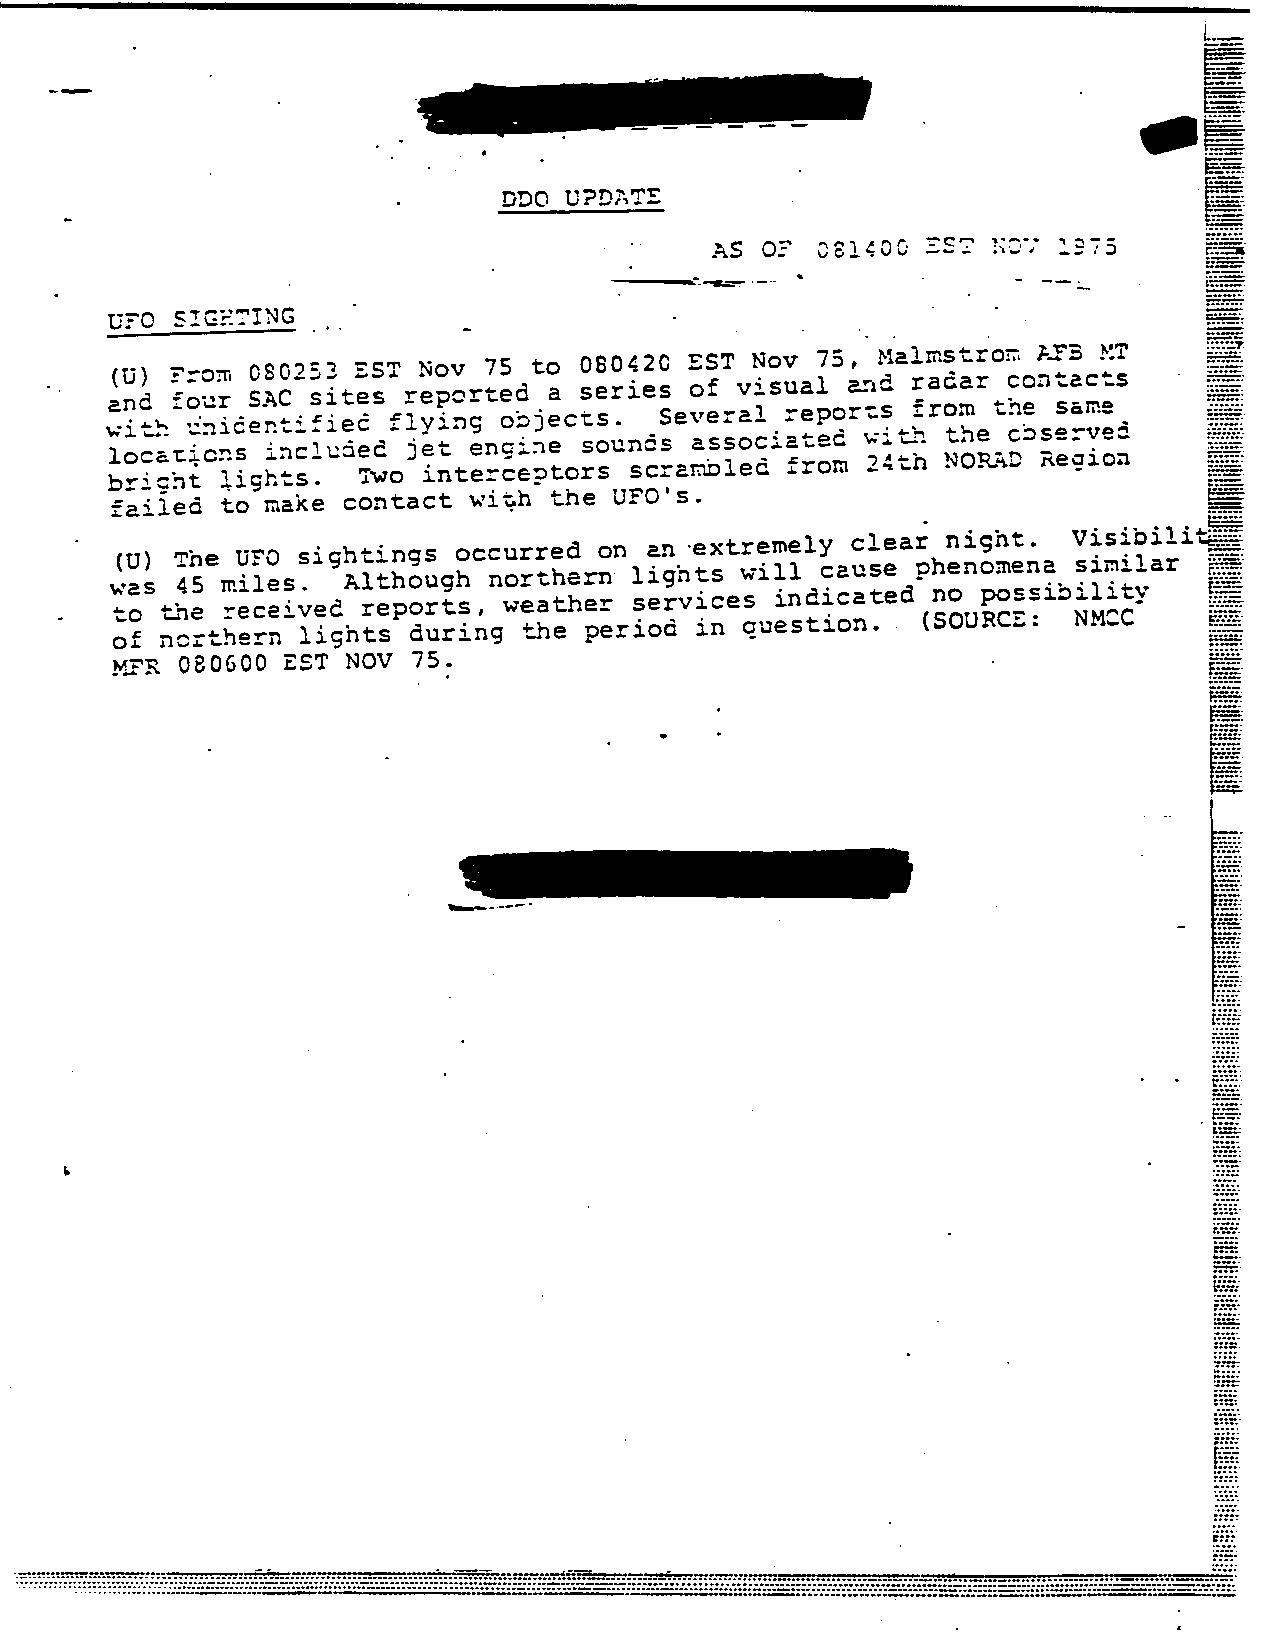 DDO UPDATE
AS OF 081400 EST NOV 1975
UFO SIGHTING
(U) From 080253 EST Nov 75 to 080420 EST Nov 75, Malmstrom AFB MT
and four SAC sites reported a series of visual and radar contacts
with unidentified flying objects. Several reports from the same
locations included jet engine sounds associated with the observed
bright lights. Two interceptors scrambled from 24th NORAD Region
failed to make contact with the UFO's.
(U) The UFO sightings occurred on an extremely clear night. Visibilit
was 45 miles. Although northern lights will cause phenomena similar
to the received reports, weather services indicated no possibility
of northern lights during the period in question. (SOURCE: NMCC
MFR 080600 EST NOV 75.